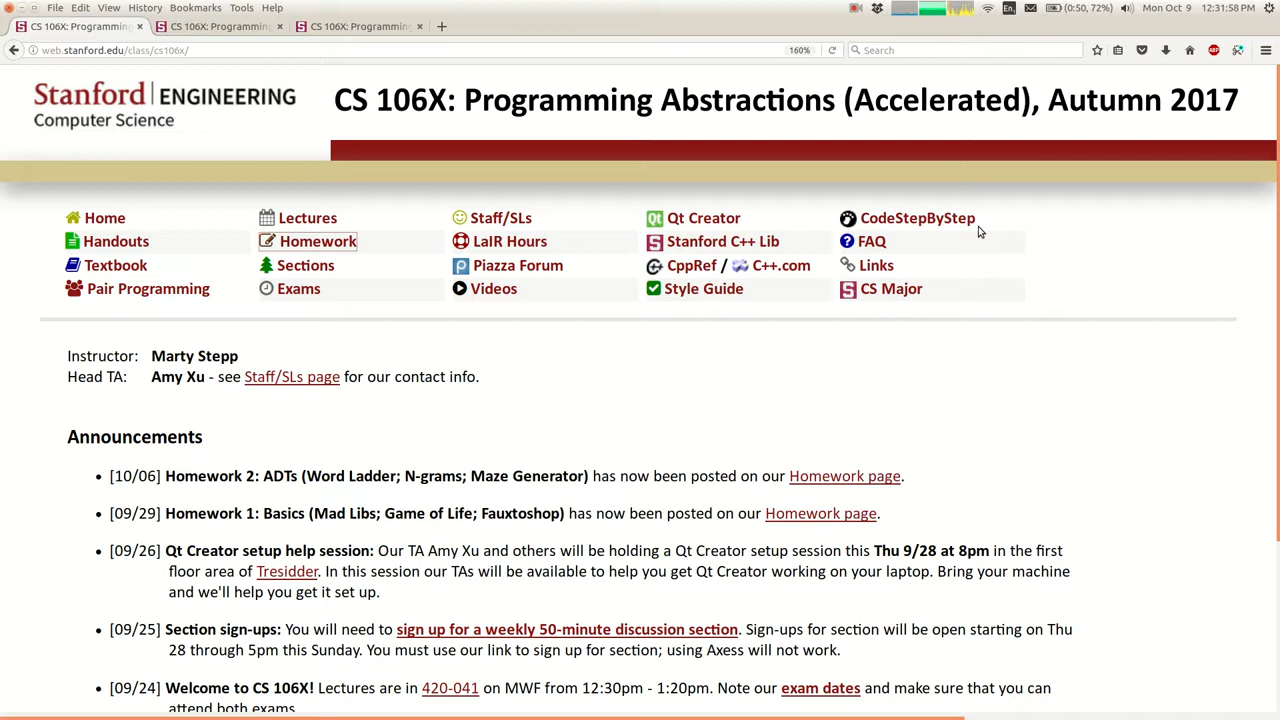 File Edit View History Bookmarks Tools Help
En (0:50, 72%) Mon Oct 9 12:31:58 PM
CS 106X: Programmin × CS 106X: Programmin × CS 106X: Programmin × +
web.stanford.edu/class/cs106x/ 160% Search
Stanford ENGINEERING
Computer Science
CS 106X: Programming Abstractions (Accelerated), Autumn 2017
Home Lectures Staff/SLs Qt Creator CodeStepByStep
Handouts Homework LaIR Hours Stanford C++ Lib FAQ
Textbook Sections Piazza Forum CppRef / C++.com Links
Pair Programming Exams Videos Style Guide CS Major
Instructor: Marty Stepp
Head TA: Amy Xu - see Staff/SLs page for our contact info.
Announcements
• [10/06] Homework 2: ADTs (Word Ladder; N-grams; Maze Generator) has now been posted on our Homework page.
• [09/29] Homework 1: Basics (Mad Libs; Game of Life; Fauxtoshop) has now been posted on our Homework page.
• [09/26] Qt Creator setup help session: Our TA Amy Xu and others will be holding a Qt Creator setup session this Thu 9/28 at 8pm in the first
floor area of Tresidder. In this session our TAs will be available to help you get Qt Creator working on your laptop. Bring your machine
and we'll help you get it set up.
• [09/25] Section sign-ups: You will need to sign up for a weekly 50-minute discussion section. Sign-ups for section will be open starting on Thu
28 through 5pm this Sunday. You must use our link to sign up for section; using Axess will not work.
• [09/24] Welcome to CS 106X! Lectures are in 420-041 on MWF from 12:30pm - 1:20pm. Note our exam dates and make sure that you can
attend both exams.